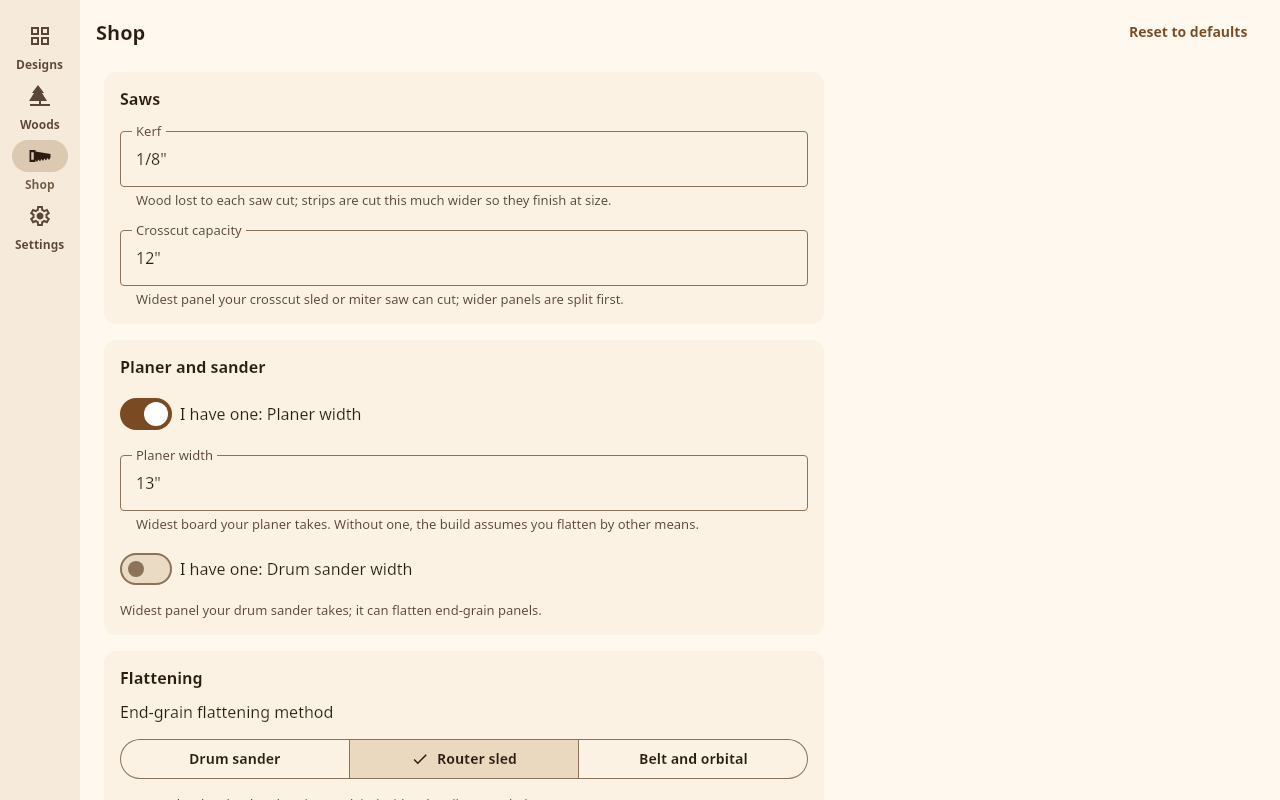 Shop
Reset to defaults
Designs
Woods
Shop
Settings
Saws
Kerf
1/8"
Wood lost to each saw cut; strips are cut this much wider so they finish at size.
Crosscut capacity
12"
Widest panel your crosscut sled or miter saw can cut; wider panels are split first.
Planer and sander
I have one: Planer width
Planer width
13"
Widest board your planer takes. Without one, the build assumes you flatten by other means.
I have one: Drum sander width
Widest panel your drum sander takes; it can flatten end-grain panels.
Flattening
End-grain flattening method
Drum sander
Router sled
Belt and orbital